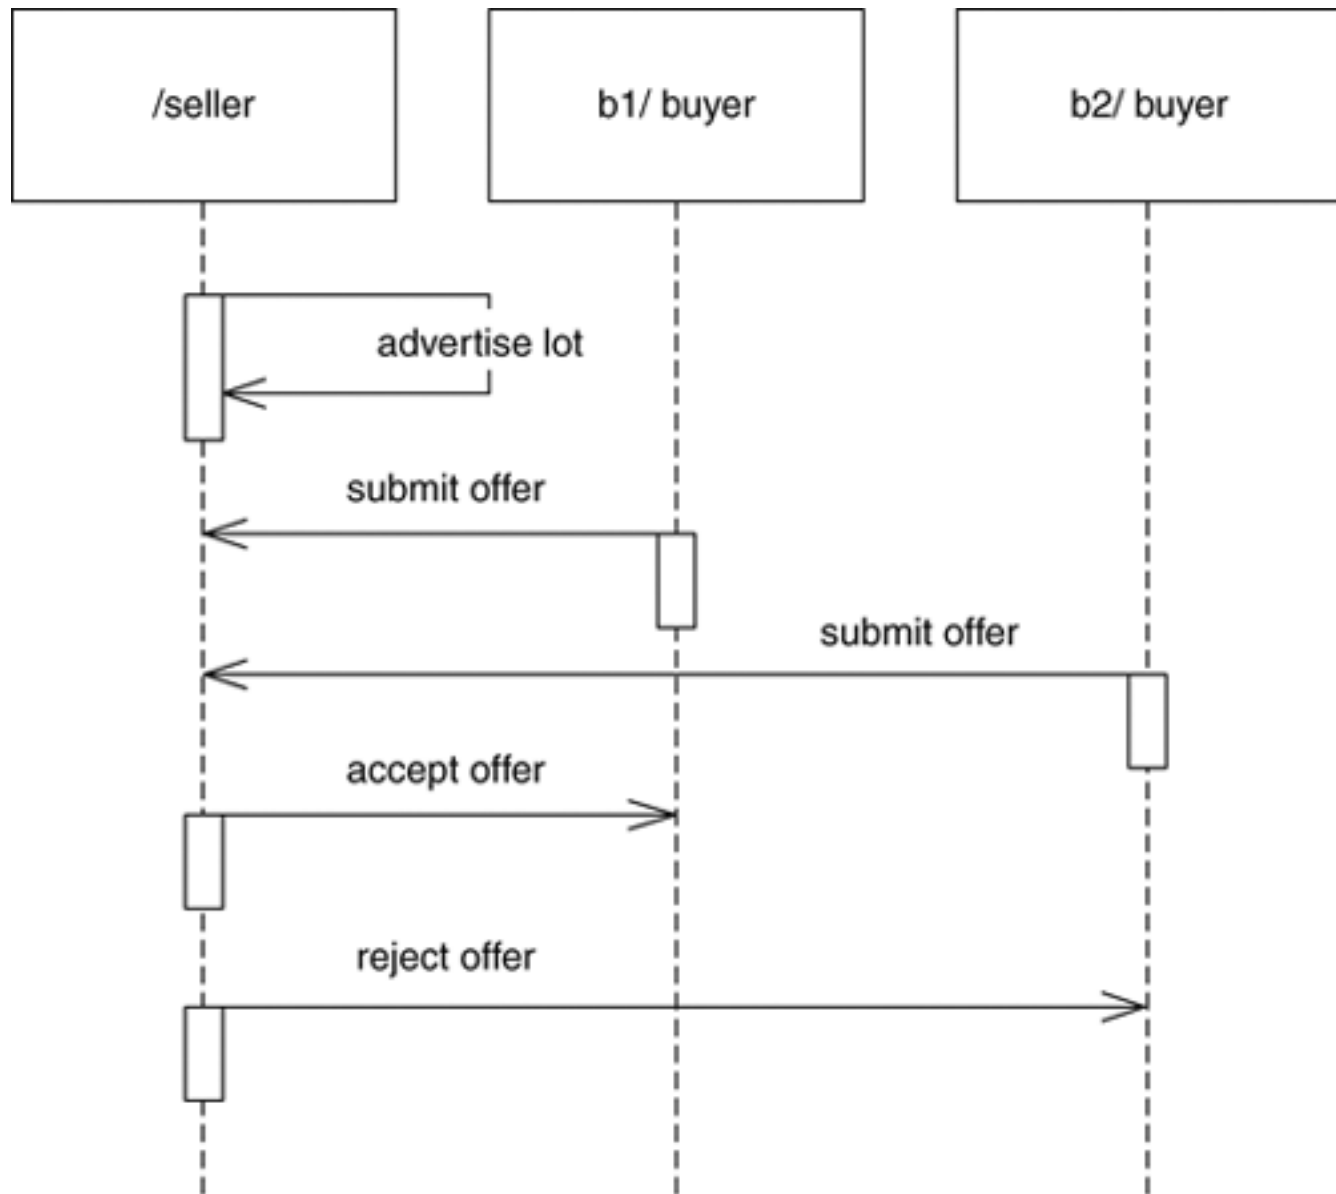 /seller
b1/ buyer
b2/ buyer
advertise lot
submit offer
submit offer
accept offer
reject offer